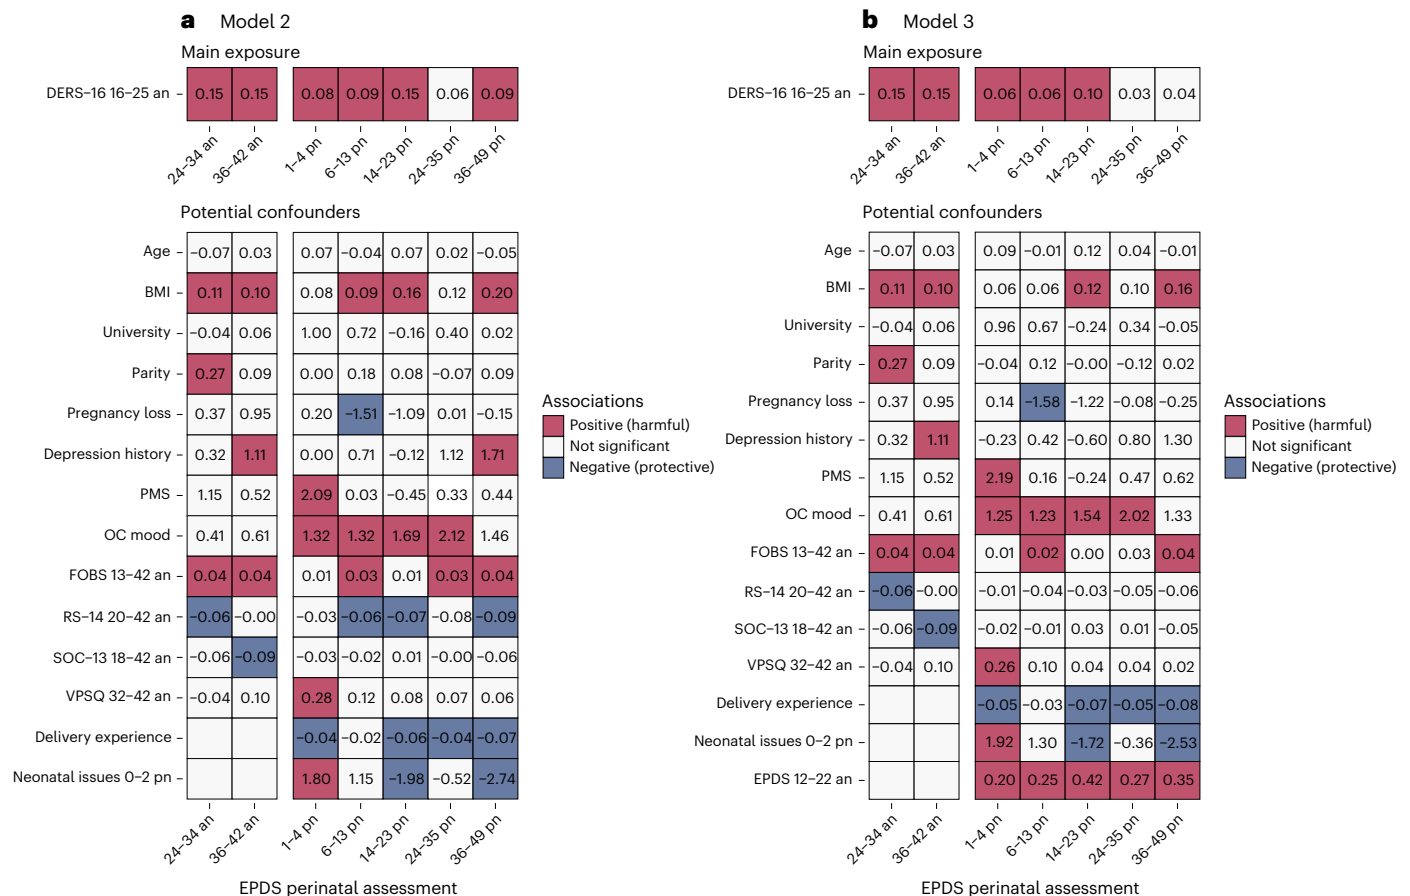 a Model 2
Main exposure
DERS–16 16–25 an 0.15 0.15 0.08 0.09 0.15 0.06 0.09
24–34 an 36–42 an 1–4 pn 6–13 pn 14–23 pn 24–35 pn 36–49 pn
Potential confounders
Age −0.07 0.03 0.07 −0.04 0.07 0.02 −0.05
BMI 0.11 0.10 0.08 0.09 0.16 0.12 0.20
University −0.04 0.06 1.00 0.72 −0.16 0.40 0.02
Parity 0.27 0.09 0.00 0.18 0.08 −0.07 0.09
Pregnancy loss 0.37 0.95 0.20 −1.51 −1.09 0.01 −0.15
Depression history 0.32 1.11 0.00 0.71 −0.12 1.12 1.71
PMS 1.15 0.52 2.09 0.03 −0.45 0.33 0.44
OC mood 0.41 0.61 1.32 1.32 1.69 2.12 1.46
FOBS 13–42 an 0.04 0.04 0.01 0.03 0.01 0.03 0.04
RS–14 20–42 an −0.06 −0.00 −0.03 −0.06 −0.07 −0.08 −0.09
SOC–13 18–42 an −0.06 −0.09 −0.03 −0.02 0.01 −0.00 −0.06
VPSQ 32–42 an −0.04 0.10 0.28 0.12 0.08 0.07 0.06
Delivery experience −0.04 −0.02 −0.06 −0.04 −0.07
Neonatal issues 0–2 pn 1.80 1.15 −1.98 −0.52 −2.74
24–34 an 36–42 an 1–4 pn 6–13 pn 14–23 pn 24–35 pn 36–49 pn
EPDS perinatal assessment
Associations
Positive (harmful)
Not significant
Negative (protective)
b Model 3
Main exposure
DERS–16 16–25 an 0.15 0.15 0.06 0.06 0.10 0.03 0.04
24–34 an 36–42 an 1–4 pn 6–13 pn 14–23 pn 24–35 pn 36–49 pn
Potential confounders
Age −0.07 0.03 0.09 −0.01 0.12 0.04 −0.01
BMI 0.11 0.10 0.06 0.06 0.12 0.10 0.16
University −0.04 0.06 0.96 0.67 −0.24 0.34 −0.05
Parity 0.27 0.09 −0.04 0.12 −0.00 −0.12 0.02
Pregnancy loss 0.37 0.95 0.14 −1.58 −1.22 −0.08 −0.25
Depression history 0.32 1.11 −0.23 0.42 −0.60 0.80 1.30
PMS 1.15 0.52 2.19 0.16 −0.24 0.47 0.62
OC mood 0.41 0.61 1.25 1.23 1.54 2.02 1.33
FOBS 13–42 an 0.04 0.04 0.01 0.02 0.00 0.03 0.04
RS–14 20–42 an −0.06 −0.00 −0.01 −0.04 −0.03 −0.05 −0.06
SOC–13 18–42 an −0.06 −0.09 −0.02 −0.01 0.03 0.01 −0.05
VPSQ 32–42 an −0.04 0.10 0.26 0.10 0.04 0.04 0.02
Delivery experience −0.05 −0.03 −0.07 −0.05 −0.08
Neonatal issues 0–2 pn 1.92 1.30 −1.72 −0.36 −2.53
EPDS 12–22 an 0.20 0.25 0.42 0.27 0.35
24–34 an 36–42 an 1–4 pn 6–13 pn 14–23 pn 24–35 pn 36–49 pn
EPDS perinatal assessment
Associations
Positive (harmful)
Not significant
Negative (protective)